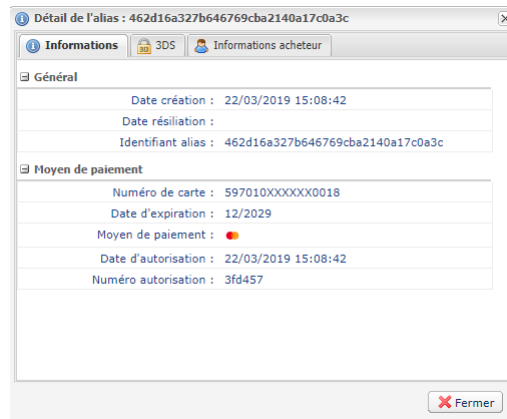 Détail de l'alias : 462d16a327b646769cba2140a17c0a3c
Informations 3DS Informations acheteur
Général
Date création : 22/03/2019 15:08:42
Date résiliation :
Identifiant alias : 462d16a327b646769cba2140a17c0a3c
Moyen de paiement
Numéro de carte : 597010XXXXXX0018
Date d'expiration : 12/2029
Moyen de paiement :
Date d'autorisation : 22/03/2019 15:08:42
Numéro autorisation : 3fd457
Fermer